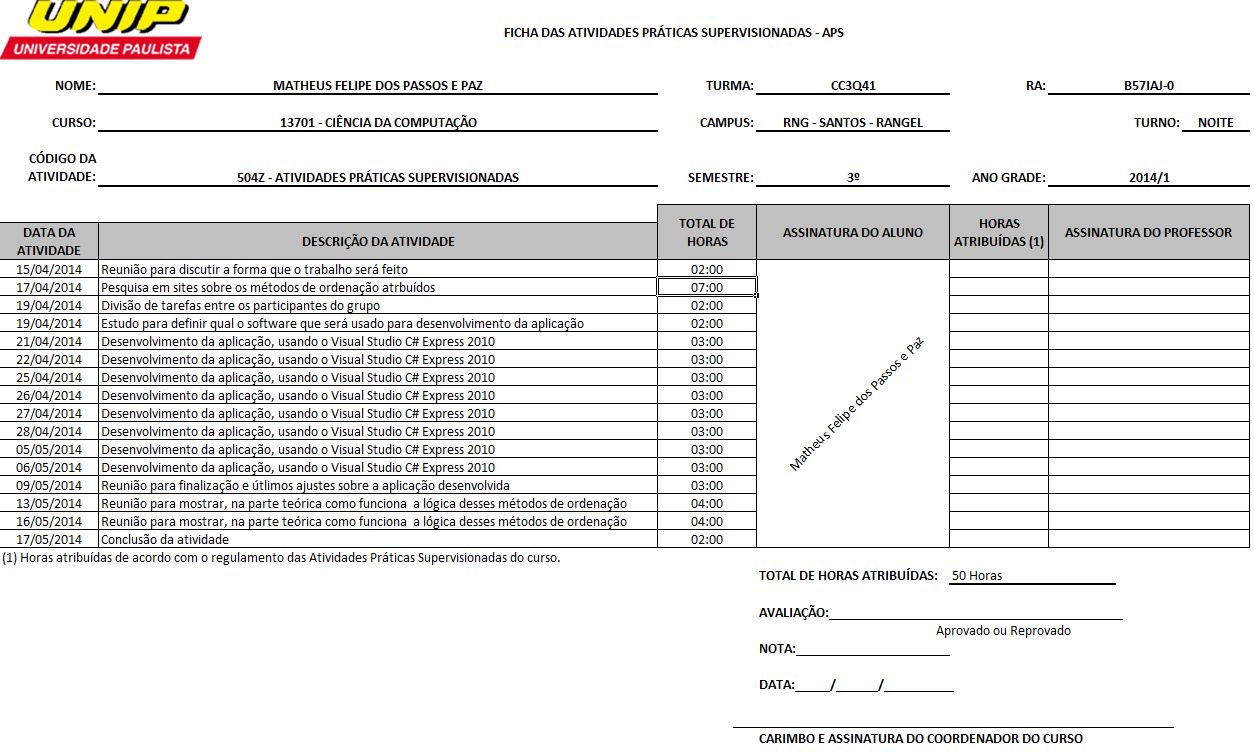 UNIP
UNIVERSIDADE PAULISTA
FICHA DAS ATIVIDADES PRÁTICAS SUPERVISIONADAS - APS
NOME: MATHEUS FELIPE DOS PASSOS E PAZ TURMA: CC3Q41 RA: B57IAJ-0
CURSO: 13701 - CIÊNCIA DA COMPUTAÇÃO CAMPUS: RNG - SANTOS - RANGEL TURNO: NOITE
CÓDIGO DA
ATIVIDADE: 504Z - ATIVIDADES PRÁTICAS SUPERVISIONADAS SEMESTRE: 3º ANO GRADE: 2014/1
DATA DA ATIVIDADE DESCRIÇÃO DA ATIVIDADE TOTAL DE HORAS ASSINATURA DO ALUNO HORAS ATRIBUÍDAS (1) ASSINATURA DO PROFESSOR
15/04/2014 Reunião para discutir a forma que o trabalho será feito 02:00
17/04/2014 Pesquisa em sites sobre os métodos de ordenação atrbuídos 07:00
19/04/2014 Divisão de tarefas entre os participantes do grupo 02:00
19/04/2014 Estudo para definir qual o software que será usado para desenvolvimento da aplicação 02:00
21/04/2014 Desenvolvimento da aplicação, usando o Visual Studio C# Express 2010 03:00
22/04/2014 Desenvolvimento da aplicação, usando o Visual Studio C# Express 2010 03:00
25/04/2014 Desenvolvimento da aplicação, usando o Visual Studio C# Express 2010 03:00
26/04/2014 Desenvolvimento da aplicação, usando o Visual Studio C# Express 2010 03:00
27/04/2014 Desenvolvimento da aplicação, usando o Visual Studio C# Express 2010 03:00
28/04/2014 Desenvolvimento da aplicação, usando o Visual Studio C# Express 2010 03:00
05/05/2014 Desenvolvimento da aplicação, usando o Visual Studio C# Express 2010 03:00
06/05/2014 Desenvolvimento da aplicação, usando o Visual Studio C# Express 2010 03:00
09/05/2014 Reunião para finalização e útlimos ajustes sobre a aplicação desenvolvida 03:00
13/05/2014 Reunião para mostrar, na parte teórica como funciona a lógica desses métodos de ordenação 04:00
16/05/2014 Reunião para mostrar, na parte teórica como funciona a lógica desses métodos de ordenação 04:00
17/05/2014 Conclusão da atividade 02:00
Matheus Felipe dos Passos e Paz
(1) Horas atribuídas de acordo com o regulamento das Atividades Práticas Supervisionadas do curso.
TOTAL DE HORAS ATRIBUÍDAS: 50 Horas
AVALIAÇÃO:
Aprovado ou Reprovado
NOTA:
DATA:_____/______/__________
CARIMBO E ASSINATURA DO COORDENADOR DO CURSO